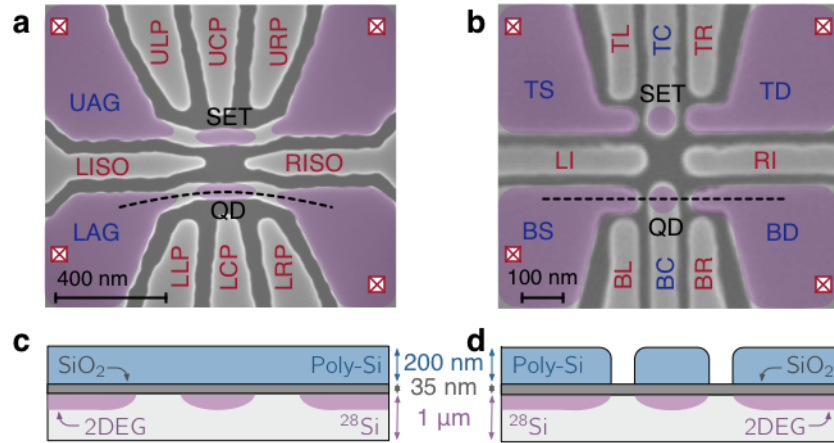 a
ULP
UCP
URP
UAG
SET
LISO
RISO
LAG
QD
LLP
LCP
LRP
400 nm
b
TL
TC
TR
TS
SET
TD
LI
RI
BS
QD
BD
BL
BC
BR
100 nm
c
SiO₂
Poly-Si
2DEG
²⁸Si
200 nm
35 nm
1 µm
d
Poly-Si
SiO₂
²⁸Si
2DEG